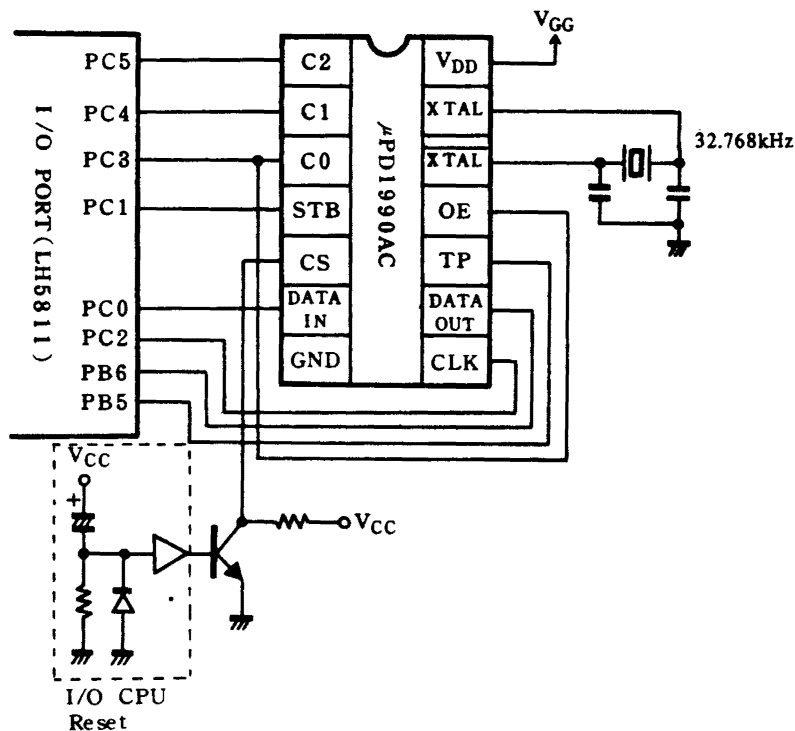 V_GG
PC5
C2
V_DD
PC4
C1
XTAL
PC3
C0
X̅T̅A̅L̅
32.768kHz
PC1
STB
OE
CS
TP
PC0
DATA
IN
DATA
OUT
PC2
GND
CLK
PB6
PB5
I/O PORT(LH5811)
μPD1990AC
V_CC
+
V_CC
I/O CPU
Reset